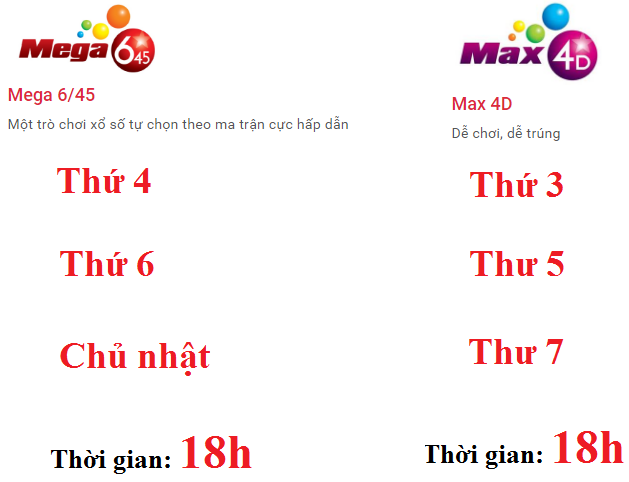 Mega 6/45
Mega 6/45
Một trò chơi xổ số tự chọn theo ma trận cực hấp dẫn
Thứ 4
Thứ 6
Chủ nhật
Thời gian: 18h
Max 4D
Max 4D
Dễ chơi, dễ trúng
Thứ 3
Thư 5
Thư 7
Thời gian: 18h